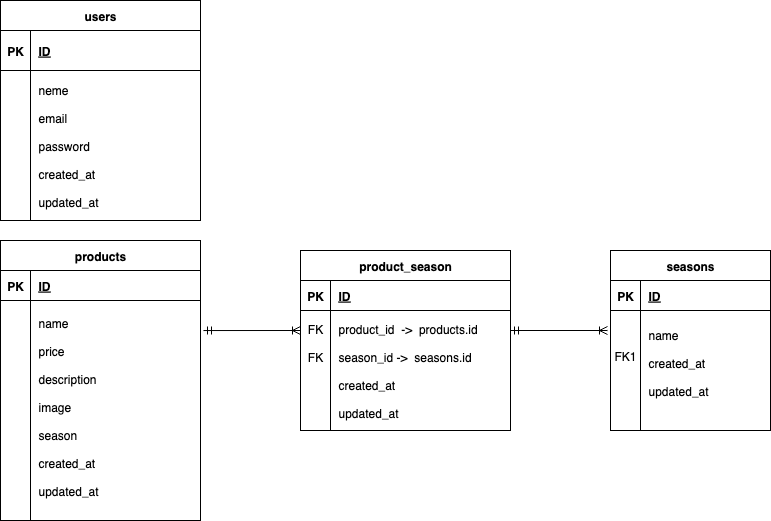 users
PK ID
neme
email
password
created_at
updated_at
products
PK ID
name
price
description
image
season
created_at
updated_at
product_season
PK ID
FK product_id -> products.id
FK season_id -> seasons.id
created_at
updated_at
seasons
PK ID
FK1
name
created_at
updated_at